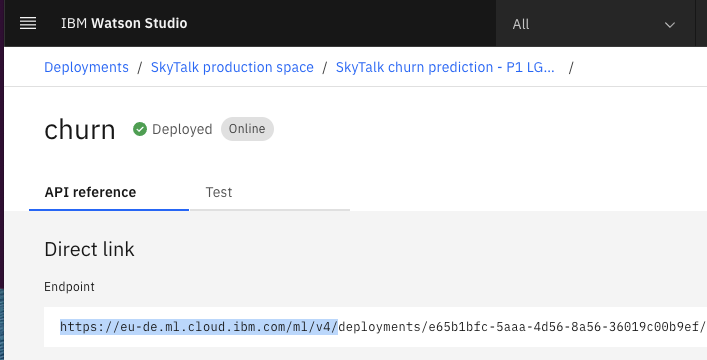 IBM Watson Studio All
Deployments / SkyTalk production space / SkyTalk churn prediction - P1 LG... /
churn Deployed Online
API reference Test
Direct link
Endpoint
https://eu-de.ml.cloud.ibm.com/ml/v4/deployments/e65b1bfc-5aaa-4d56-8a56-36019c00b9ef/